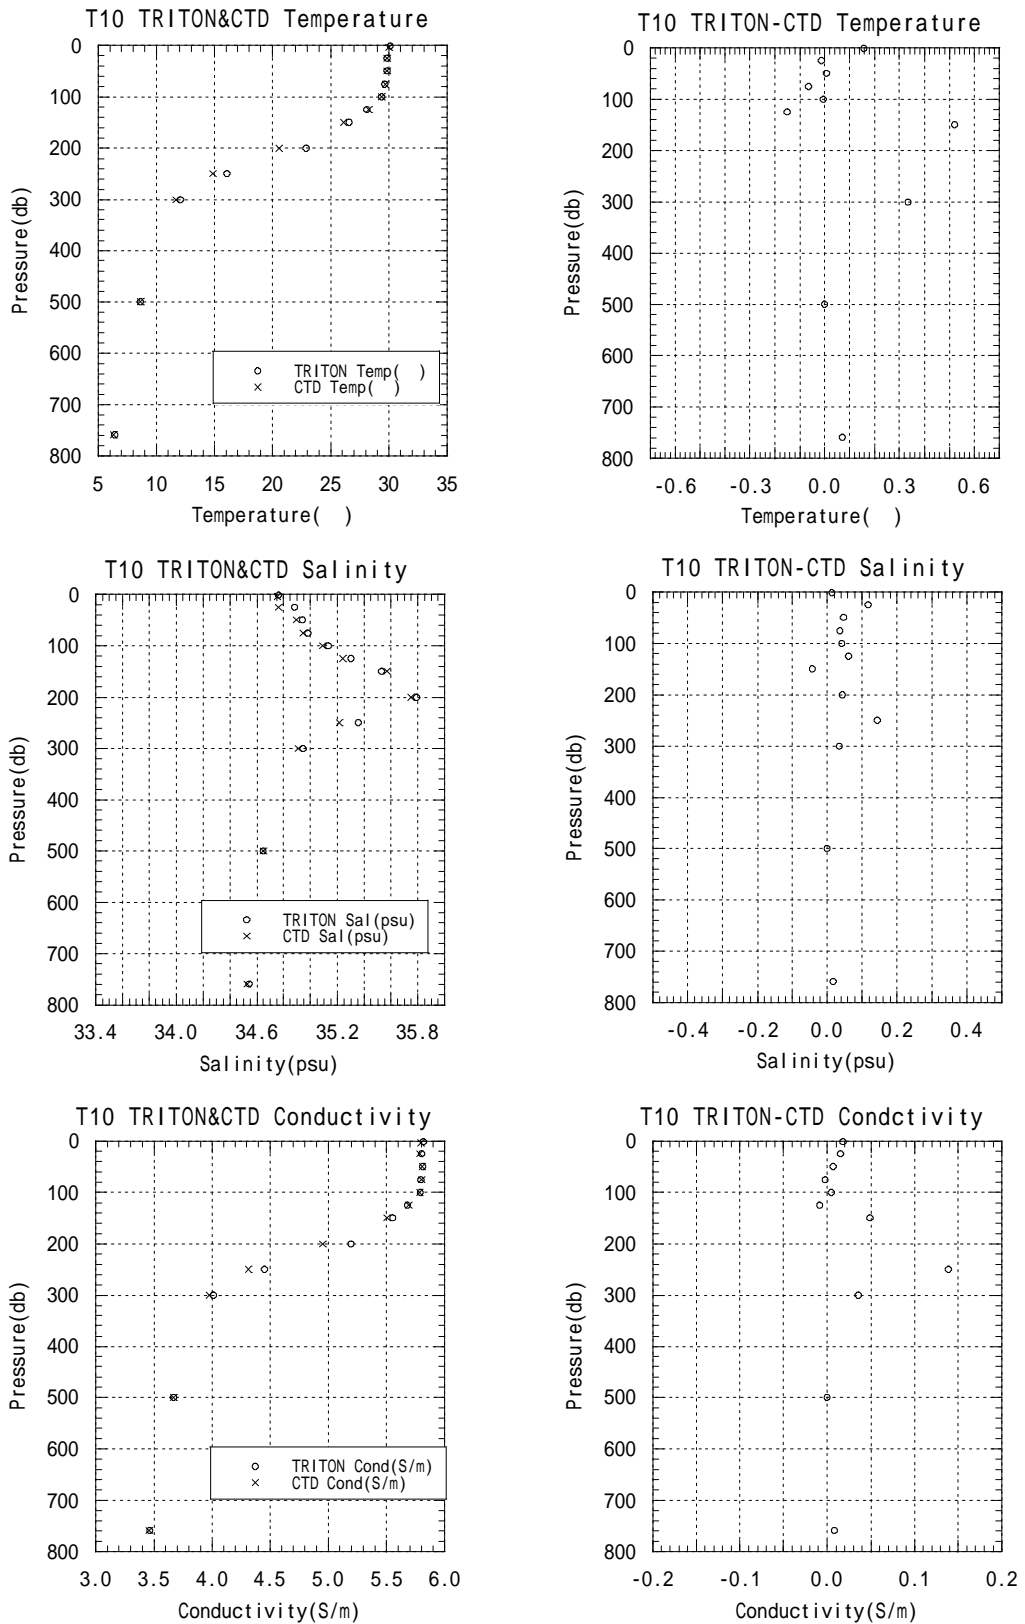 T10 TRITON&CTD Temperature
0
100
200
300
400
500
600
700
800
Pressure(db)
TRITON Temp( )
CTD Temp( )
5 10 15 20 25 30 35
Temperature( )
T10 TRITON-CTD Temperature
0
100
200
300
400
500
600
700
800
Pressure(db)
-0.6 -0.3 0.0 0.3 0.6
Temperature( )
T10 TRITON&CTD Salinity
0
100
200
300
400
500
600
700
800
Pressure(db)
TRITON Sal(psu)
CTD Sal(psu)
33.4 34.0 34.6 35.2 35.8
Salinity(psu)
T10 TRITON-CTD Salinity
0
100
200
300
400
500
600
700
800
Pressure(db)
-0.4 -0.2 0.0 0.2 0.4
Salinity(psu)
T10 TRITON&CTD Conductivity
0
100
200
300
400
500
600
700
800
Pressure(db)
TRITON Cond(S/m)
CTD Cond(S/m)
3.0 3.5 4.0 4.5 5.0 5.5 6.0
Conductivity(S/m)
T10 TRITON-CTD Condctivity
0
100
200
300
400
500
600
700
800
Pressure(db)
-0.2 -0.1 0.0 0.1 0.2
Conductivity(S/m)